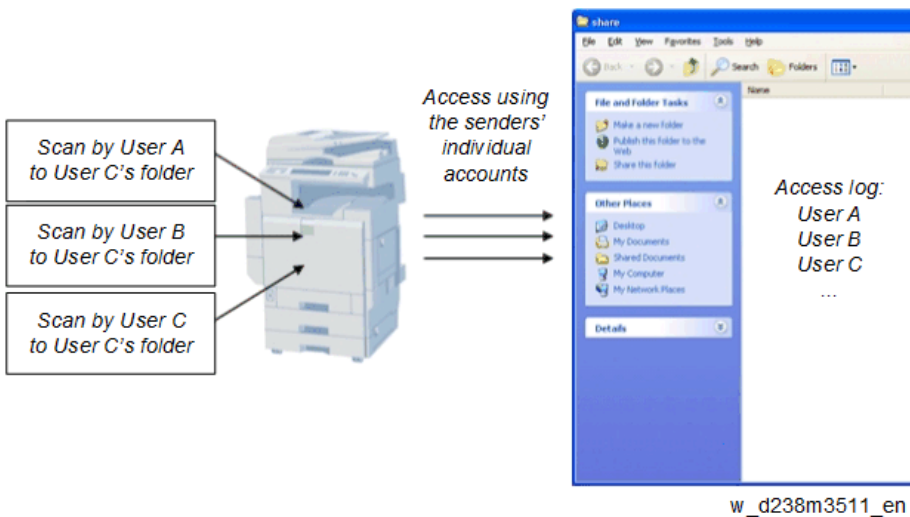 Scan by User A
to User C's folder
Scan by User B
to User C's folder
Scan by User C
to User C's folder
Access using
the senders'
individual
accounts
share
File Edit View Favorites Tools Help
Back Search Folders
Name
File and Folder Tasks
Make a new folder
Publish this folder to the
Web
Share this folder
Other Places
Desktop
My Documents
Shared Documents
My Computer
My Network Places
Details
Access log:
User A
User B
User C
...
w_d238m3511_en